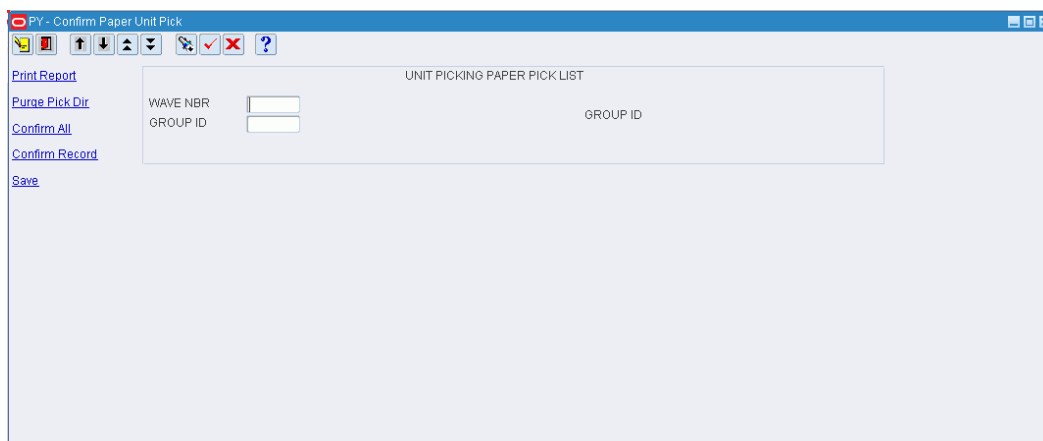 PY - Confirm Paper Unit Pick
?
Print Report
UNIT PICKING PAPER PICK LIST
Purge Pick Dir
WAVE NBR
GROUP ID
GROUP ID
Confirm All
Confirm Record
Save